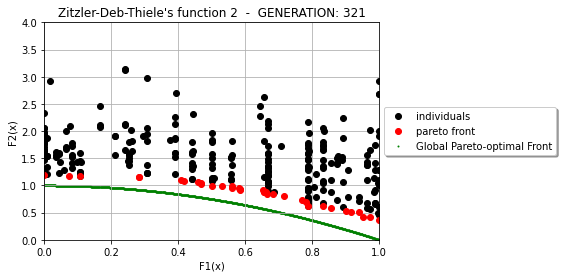 Zitzler-Deb-Thiele's function 2 - GENERATION: 321
4.0
3.5
3.0
2.5
2.0
1.5
1.0
0.5
0.0
F2(x)
0.0 0.2 0.4 0.6 0.8 1.0
F1(x)
individuals
pareto front
Global Pareto-optimal Front